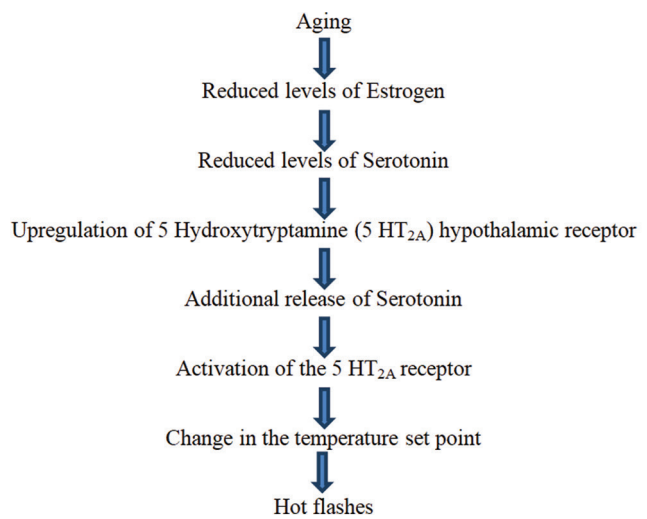 Aging
Reduced levels of Estrogen
Reduced levels of Serotonin
Upregulation of 5 Hydroxytryptamine (5 HT2A) hypothalamic receptor
Additional release of Serotonin
Activation of the 5 HT2A receptor
Change in the temperature set point
Hot flashes